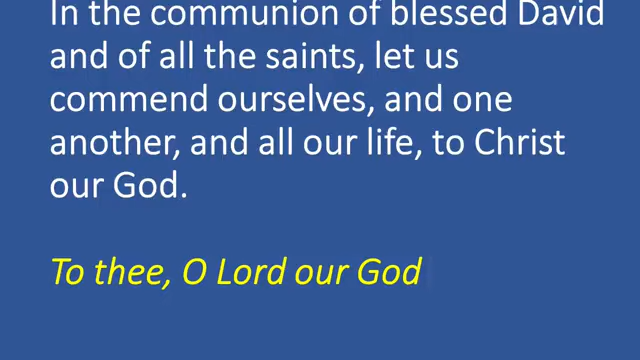 In the communion of blessed David
and of all the saints, let us
commend ourselves, and one
another, and all our life, to Christ
our God.
To thee, O Lord our God